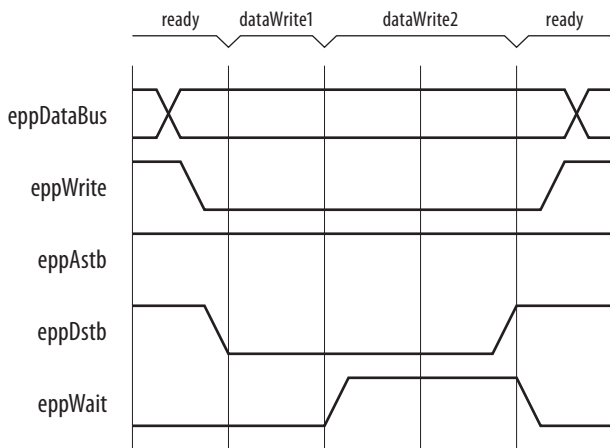 ready dataWrite1 dataWrite2 ready
eppDataBus
eppWrite
eppAstb
eppDstb
eppWait